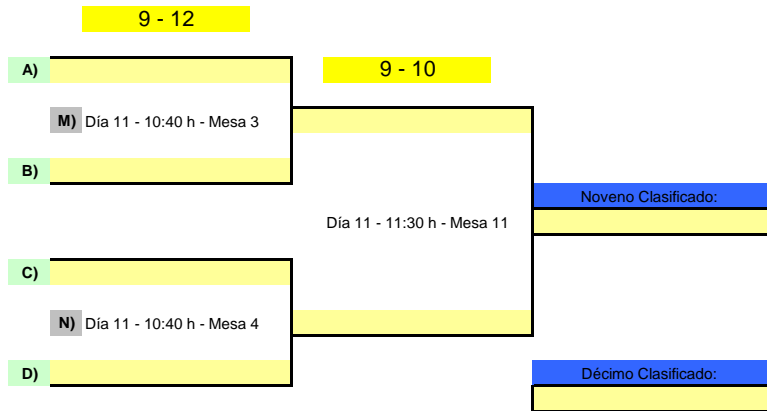 9 - 12
A)
9 - 10
M) Día 11 - 10:40 h - Mesa 3
B)
Noveno Clasificado:
Día 11 - 11:30 h - Mesa 11
C)
N) Día 11 - 10:40 h - Mesa 4
D)
Décimo Clasificado: